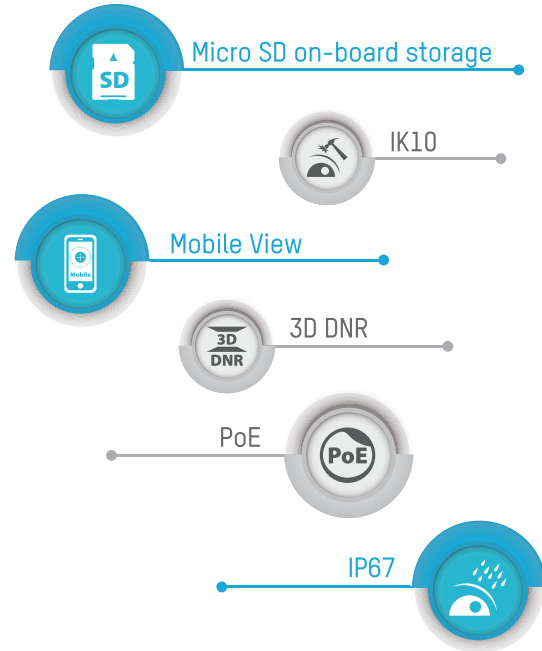 SD
Micro SD on-board storage
IK10
Mobile
Mobile View
3D
DNR
3D DNR
PoE
PoE
IP67